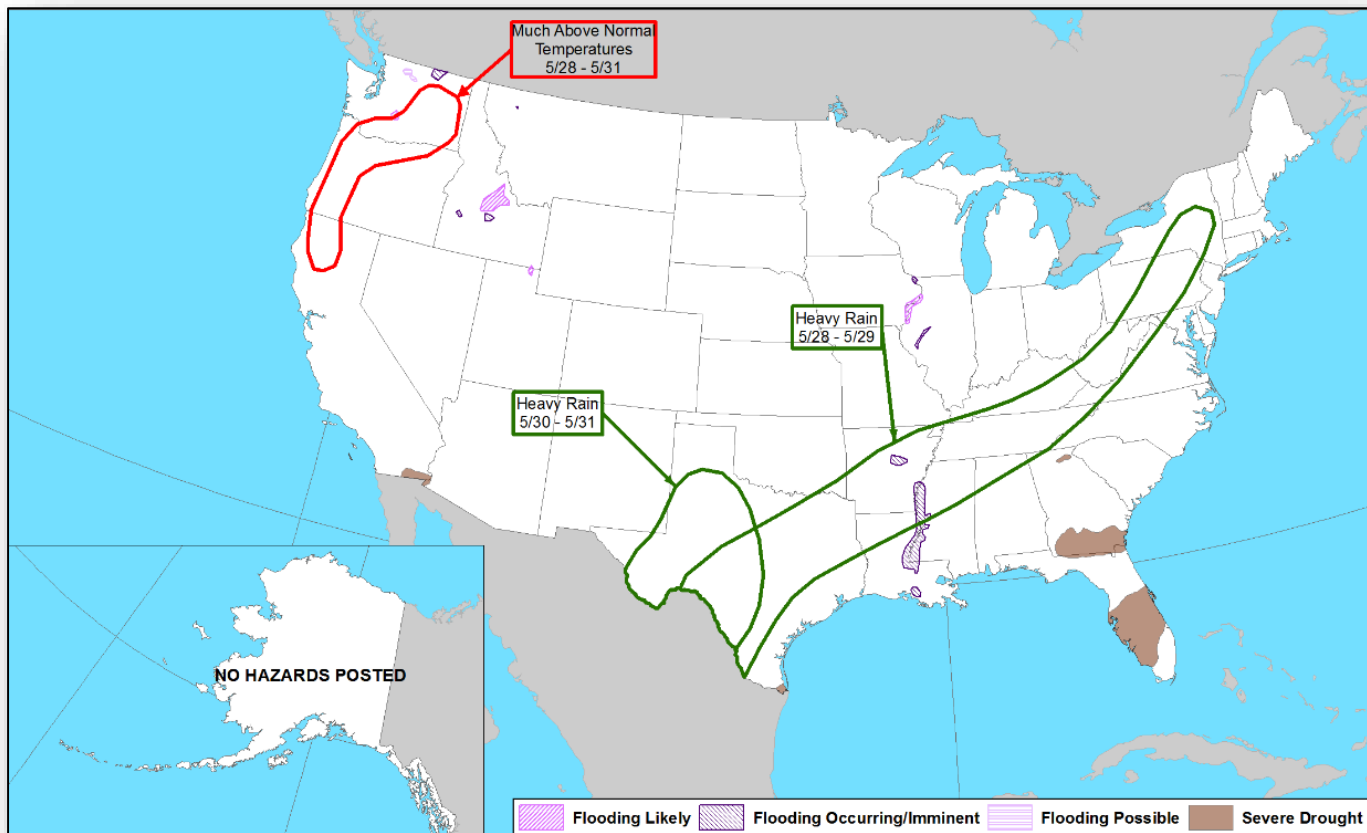 Much Above Normal
Temperatures
5/28 - 5/31
Heavy Rain
5/28 - 5/29
Heavy Rain
5/30 - 5/31
NO HAZARDS POSTED
Flooding Likely
Flooding Occurring/Imminent
Flooding Possible
Severe Drought